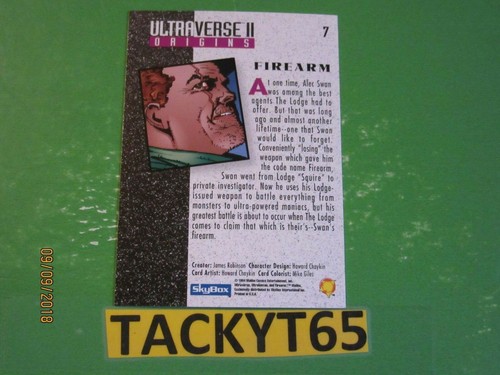 ULTRAVERSE II
ORIGINS
7
FIREARM
At one time, Alec Swan
was among the best
agents The Lodge had to
offer. But that was long
ago and almost another
lifetime--one that Swan
would like to forget.
Conveniently "losing" the
weapon which gave him
the code name Firearm,
Swan went from Lodge "Squire" to
private investigator. Now he uses his Lodge-
issued weapon to battle everything from
monsters to ultra-powered maniacs, but his
greatest battle is about to occur when The Lodge
comes to claim that which is their's--Swan's
firearm.
Creator: James Robinson Character Design: Howard Chaykin
Card Artist: Howard Chaykin Card Colorist: Mike Giles
SkyBox
Printed in U.S.A.
09/09/2018
TACKYT65